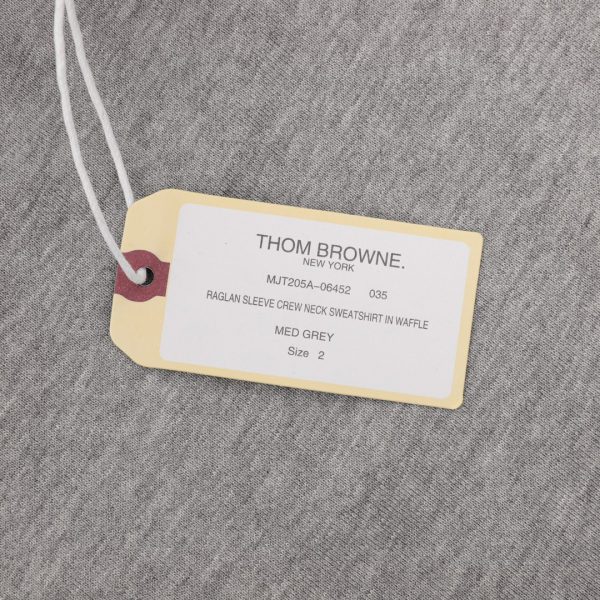 THOM BROWNE.
NEW YORK
MJT205A-06452 035
RAGLAN SLEEVE CREW NECK SWEATSHIRT IN WAFFLE
MED GREY
Size 2